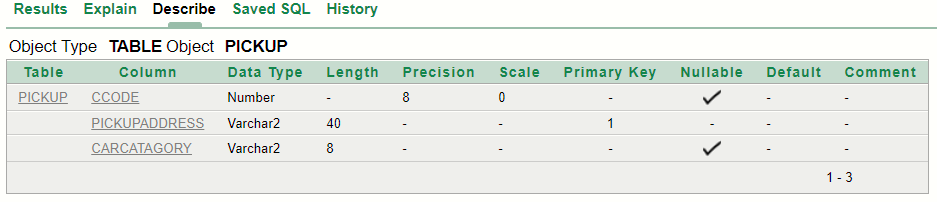 Results Explain Describe Saved SQL History
Object Type TABLE Object PICKUP
Table Column Data Type Length Precision Scale Primary Key Nullable Default Comment
PICKUP CCODE Number - 8 0 - ✓ - -
PICKUPADDRESS Varchar2 40 - - 1 - - -
CARCATAGORY Varchar2 8 - - - ✓ - -
1 - 3